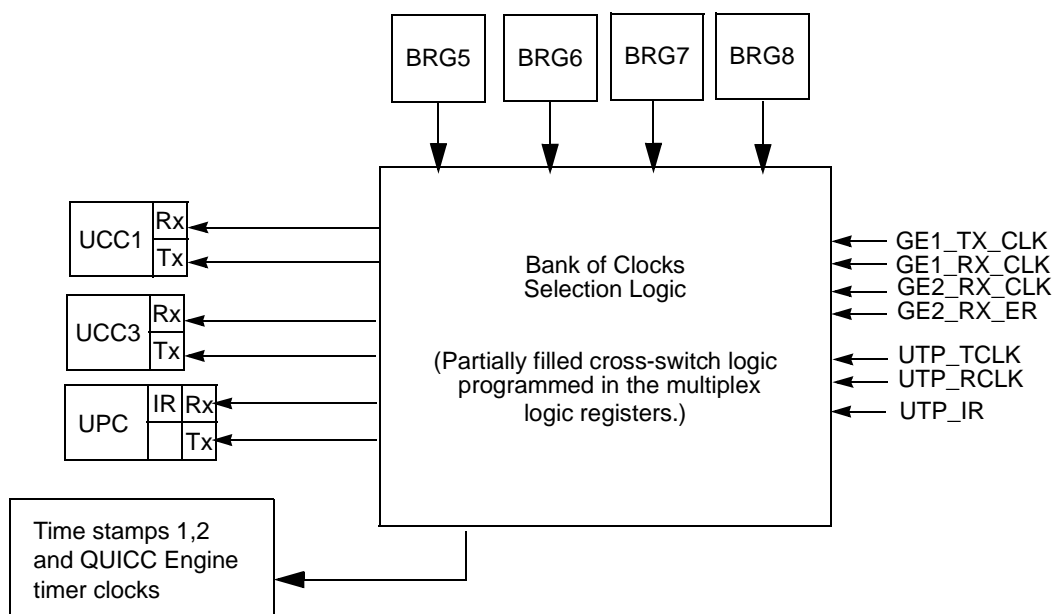 BRG5
BRG6
BRG7
BRG8
UCC1
Rx
Tx
UCC3
Rx
Tx
UPC
IR
Rx
Tx
Bank of Clocks
Selection Logic
(Partially filled cross-switch logic
programmed in the multiplex
logic registers.)
GE1_TX_CLK
GE1_RX_CLK
GE2_RX_CLK
GE2_RX_ER
UTP_TCLK
UTP_RCLK
UTP_IR
Time stamps 1,2
and QUICC Engine
timer clocks